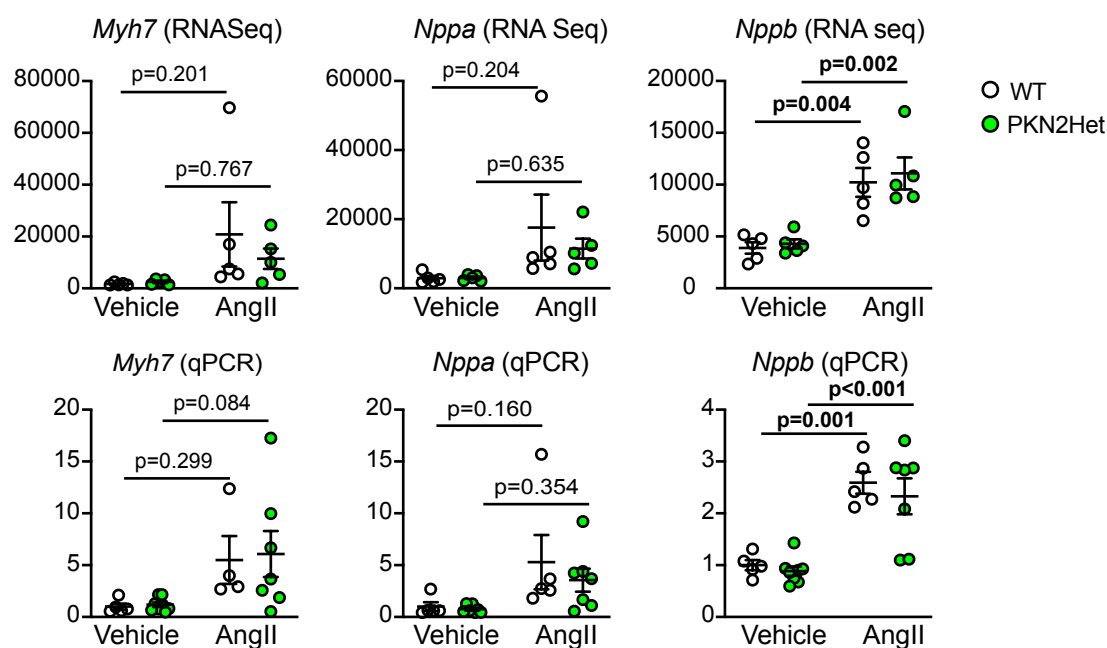 Myh7 (RNASeq)
80000
60000
40000
20000
0
p=0.201
p=0.767
Vehicle
AngII
Nppa (RNA Seq)
60000
40000
20000
0
p=0.204
p=0.635
Vehicle
AngII
Nppb (RNA seq)
20000
15000
10000
5000
0
p=0.002
p=0.004
Vehicle
AngII
WT
PKN2Het
Myh7 (qPCR)
20
15
10
5
0
p=0.084
p=0.299
Vehicle
AngII
Nppa (qPCR)
20
15
10
5
0
p=0.160
p=0.354
Vehicle
AngII
Nppb (qPCR)
4
3
2
1
0
p<0.001
p=0.001
Vehicle
AngII